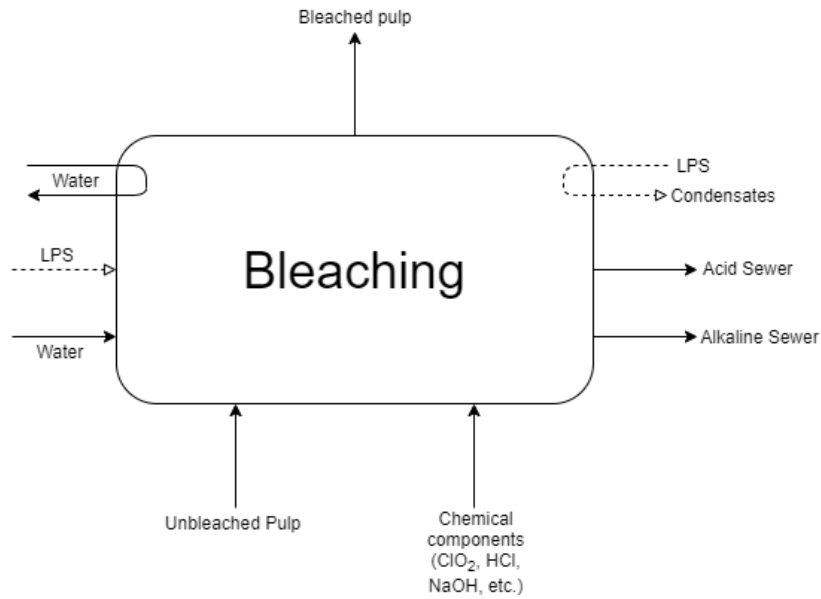 Bleached pulp
Water
LPS
Condensates
LPS
Bleaching
Acid Sewer
Water
Alkaline Sewer
Unbleached Pulp
Chemical
components
(ClO₂, HCl,
NaOH, etc.)